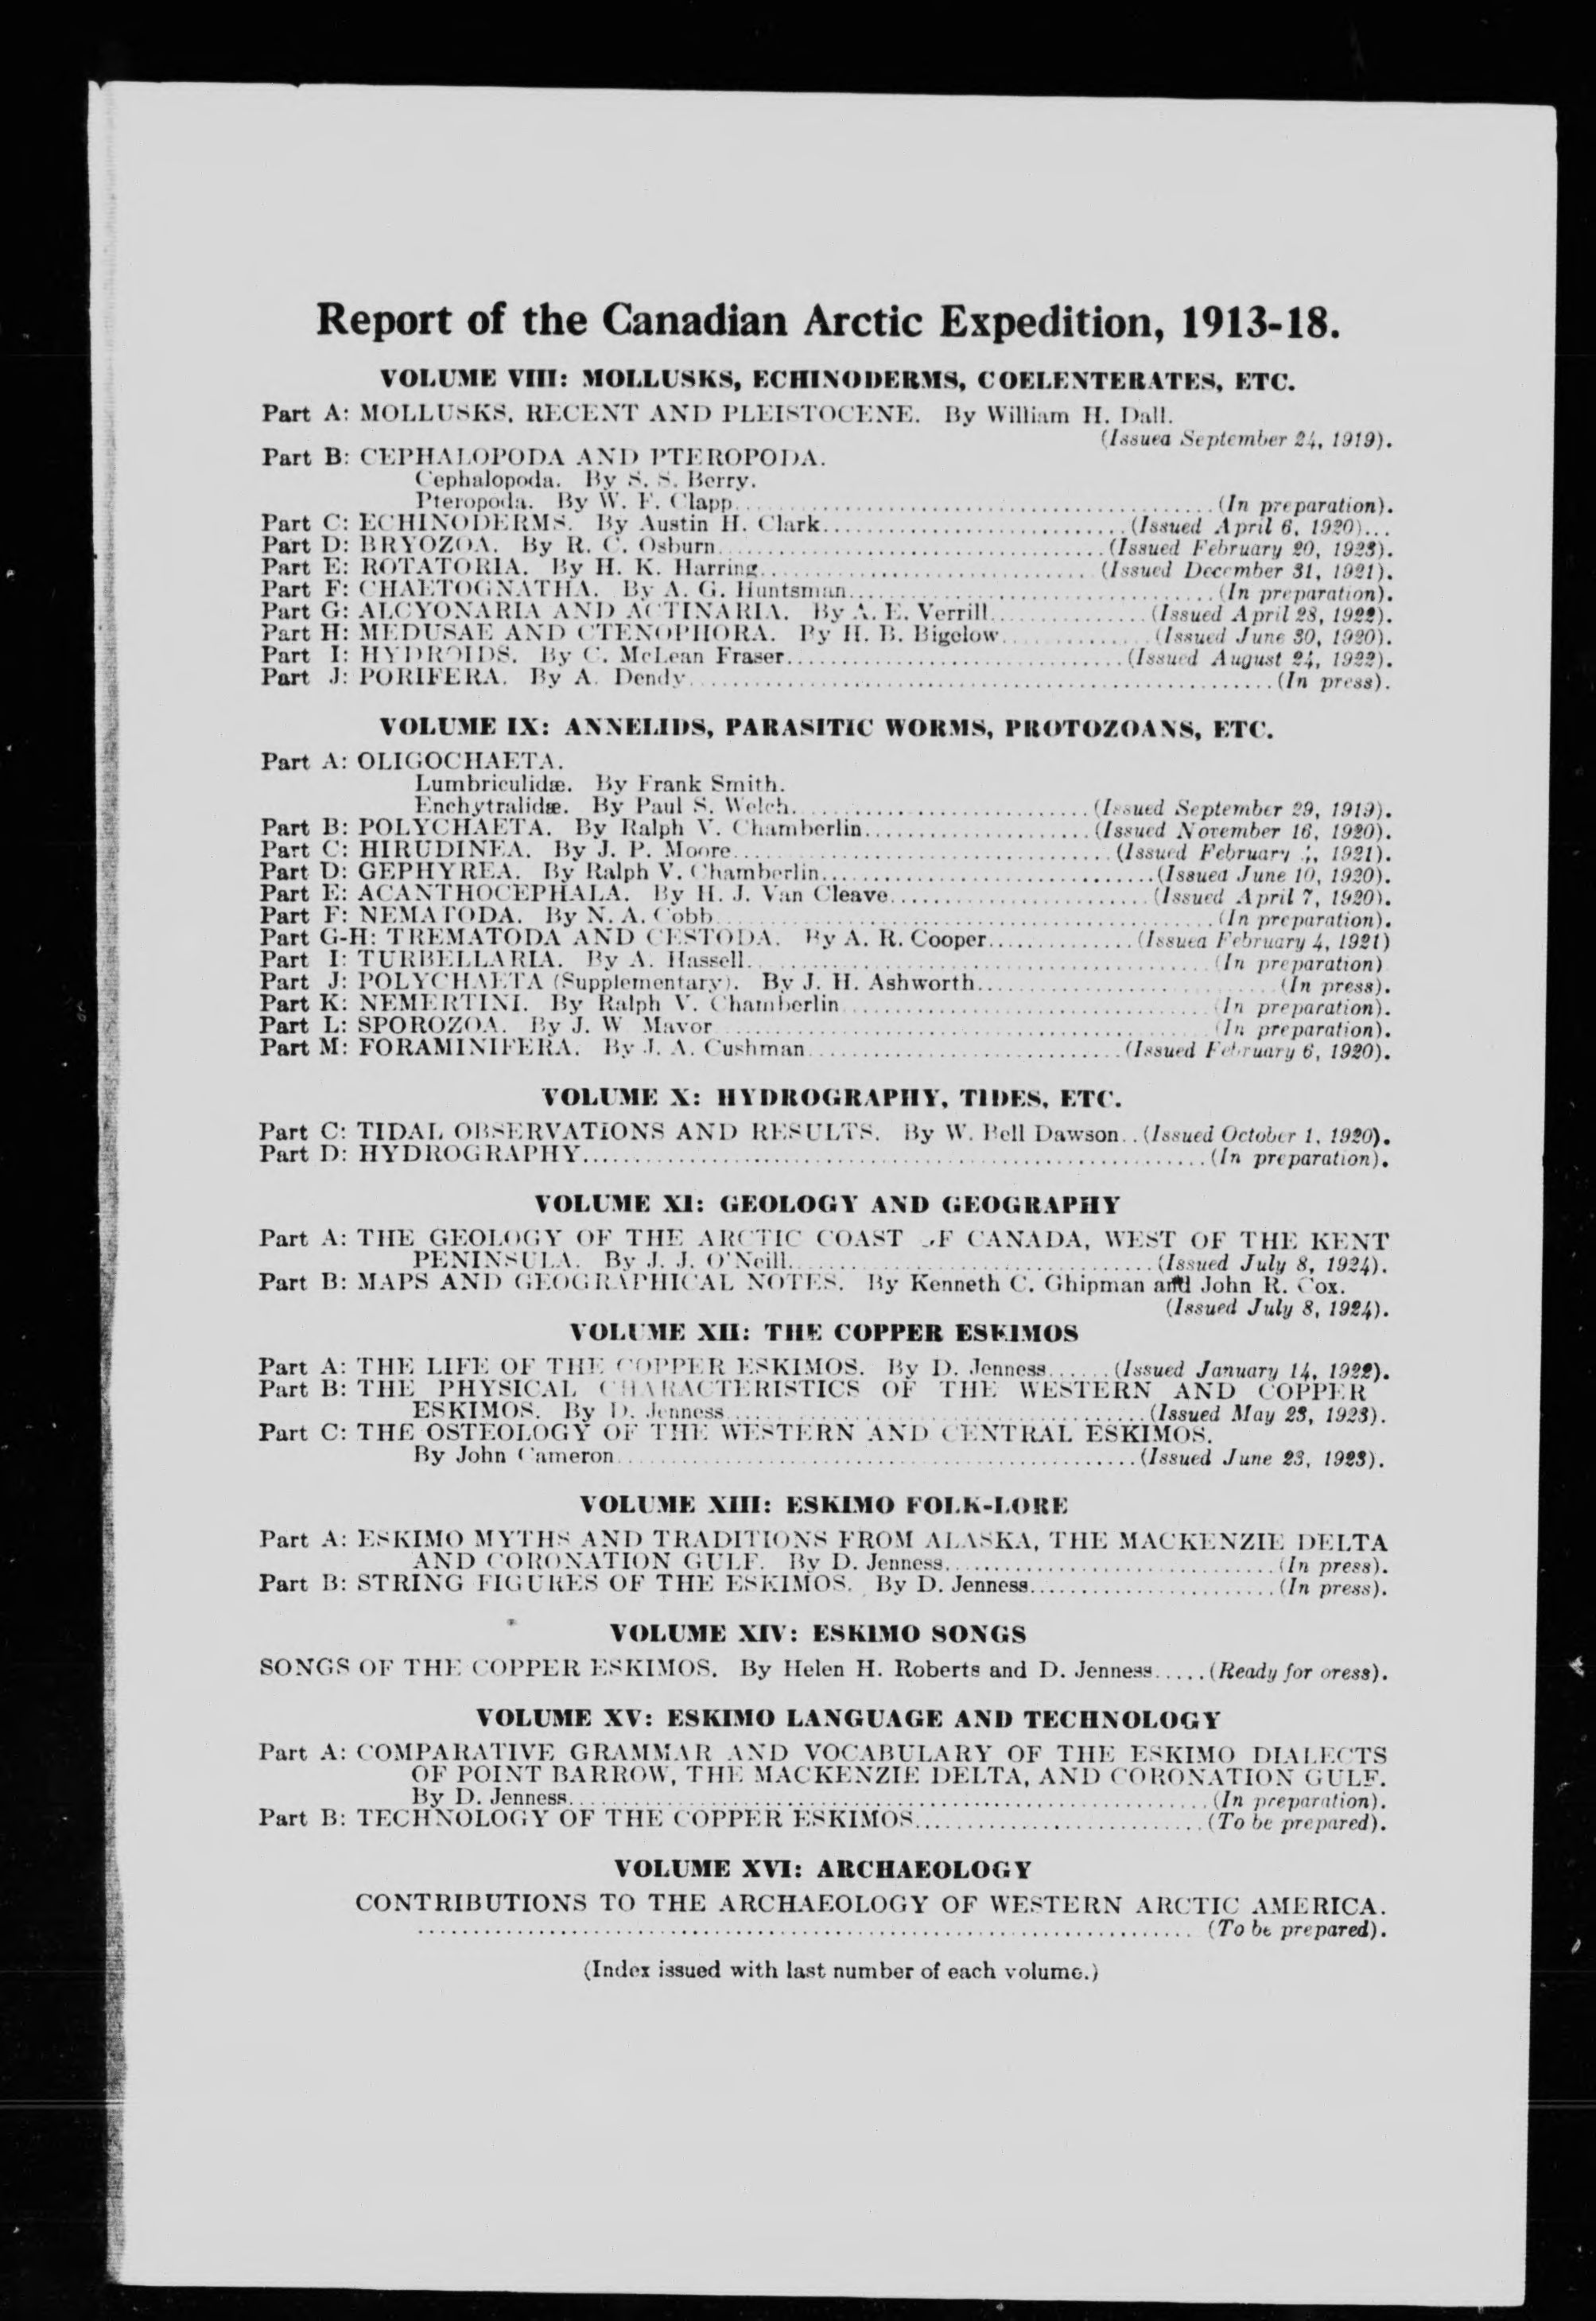 Report of the Canadian Arctic Expedition, 1913-18.
VOLUME VIII: MOLLUSKS, ECHINODERMS, COELENTERATES, ETC.
Part A: MOLLUSKS, RECENT AND PLEISTOCENE. By William H. Dall.
(Issued September 24, 1919).
Part B: CEPHALOPODA AND PTEROPODA.
Cephalopoda. By S. S. Berry.
Pteropoda. By W. F. Clapp....(In preparation).
Part C: ECHINODERMS. By Austin H. Clark....(Issued April 6, 1920)...
Part D: BRYOZOA. By R. C. Osburn....(Issued February 20, 1923).
Part E: ROTATORIA. By H. K. Harring....(Issued December 31, 1921).
Part F: CHAETOGNATHA. By A. G. Huntsman....(In preparation).
Part G: ALCYONARIA AND ACTINARIA. By A. E. Verrill....(Issued April 28, 1922).
Part H: MEDUSAE AND CTENOPHORA. By H. B. Bigelow....(Issued June 30, 1920).
Part I: HYDROIDS. By C. McLean Fraser....(Issued August 24, 1922).
Part J: PORIFERA. By A. Dendy....(In press).
VOLUME IX: ANNELIDS, PARASITIC WORMS, PROTOZOANS, ETC.
Part A: OLIGOCHAETA.
Lumbriculidæ. By Frank Smith.
Enchytralidæ. By Paul S. Welch....(Issued September 29, 1919).
Part B: POLYCHAETA. By Ralph V. Chamberlin....(Issued November 16, 1920).
Part C: HIRUDINEA. By J. P. Moore....(Issued February , 1921).
Part D: GEPHYREA. By Ralph V. Chamberlin....(Issued June 10, 1920).
Part E: ACANTHOCEPHALA. By H. J. Van Cleave....(Issued April 7, 1920).
Part F: NEMATODA. By N. A. Cobb....(In preparation).
Part G-H: TREMATODA AND CESTODA. By A. R. Cooper....(Issued February 4, 1921)
Part I: TURBELLARIA. By A. Hassell....(In preparation)
Part J: POLYCHAETA (Supplementary). By J. H. Ashworth....(In press).
Part K: NEMERTINI. By Ralph V. Chamberlin....(In preparation).
Part L: SPOROZOA. By J. W Mavor....(In preparation).
Part M: FORAMINIFERA. By J. A. Cushman....(Issued February 6, 1920).
VOLUME X: HYDROGRAPHY, TIDES, ETC.
Part C: TIDAL OBSERVATIONS AND RESULTS. By W. Bell Dawson..(Issued October 1, 1920).
Part D: HYDROGRAPHY....(In preparation).
VOLUME XI: GEOLOGY AND GEOGRAPHY
Part A: THE GEOLOGY OF THE ARCTIC COAST OF CANADA, WEST OF THE KENT
PENINSULA. By J. J. O'Neill....(Issued July 8, 1924).
Part B: MAPS AND GEOGRAPHICAL NOTES. By Kenneth C. Ghipman and John R. Cox.
(Issued July 8, 1924).
VOLUME XII: THE COPPER ESKIMOS
Part A: THE LIFE OF THE COPPER ESKIMOS. By D. Jenness....(Issued January 14, 1922).
Part B: THE PHYSICAL CHARACTERISTICS OF THE WESTERN AND COPPER
ESKIMOS. By D. Jenness....(Issued May 23, 1923).
Part C: THE OSTEOLOGY OF THE WESTERN AND CENTRAL ESKIMOS.
By John Cameron....(Issued June 23, 1923).
VOLUME XIII: ESKIMO FOLK-LORE
Part A: ESKIMO MYTHS AND TRADITIONS FROM ALASKA, THE MACKENZIE DELTA
AND CORONATION GULF. By D. Jenness....(In press).
Part B: STRING FIGURES OF THE ESKIMOS. By D. Jenness....(In press).
VOLUME XIV: ESKIMO SONGS
SONGS OF THE COPPER ESKIMOS. By Helen H. Roberts and D. Jenness.....(Ready for press).
VOLUME XV: ESKIMO LANGUAGE AND TECHNOLOGY
Part A: COMPARATIVE GRAMMAR AND VOCABULARY OF THE ESKIMO DIALECTS
OF POINT BARROW, THE MACKENZIE DELTA, AND CORONATION GULF.
By D. Jenness....(In preparation).
Part B: TECHNOLOGY OF THE COPPER ESKIMOS....(To be prepared).
VOLUME XVI: ARCHAEOLOGY
CONTRIBUTIONS TO THE ARCHAEOLOGY OF WESTERN ARCTIC AMERICA.
....(To be prepared).
(Index issued with last number of each volume.)